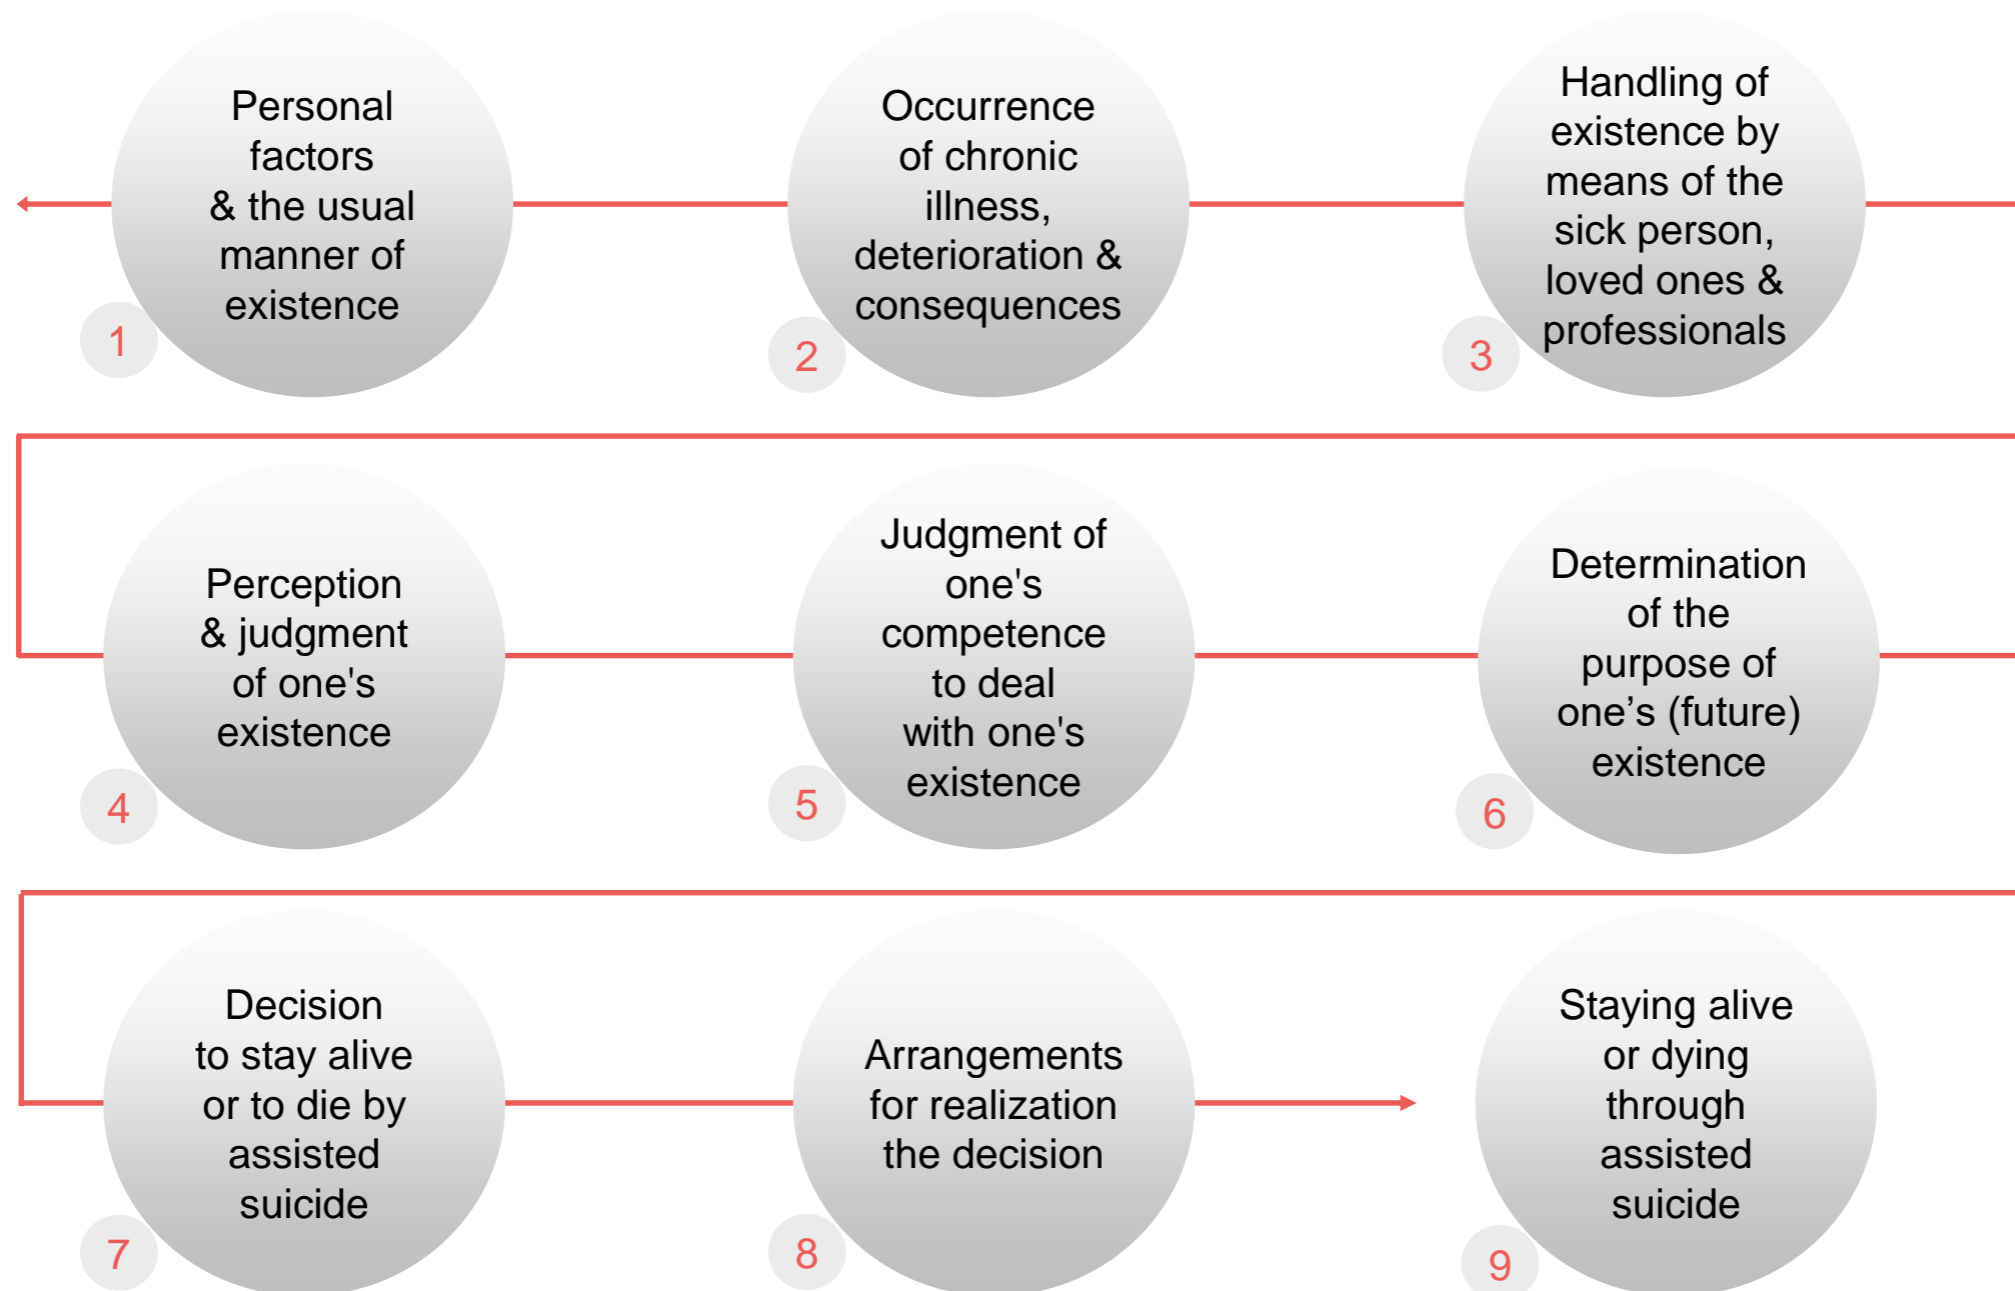 Personal
factors
& the usual
manner of
existence
1
Occurrence
of chronic
illness,
deterioration &
consequences
2
Handling of
existence by
means of the
sick person,
loved ones &
professionals
3
Perception
& judgment
of one's
existence
4
Judgment of
one's
competence
to deal
with one's
existence
5
Determination
of the
purpose of
one’s (future)
existence
6
Decision
to stay alive
or to die by
assisted
suicide
7
Arrangements
for realization
the decision
8
Staying alive
or dying
through
assisted
suicide
9